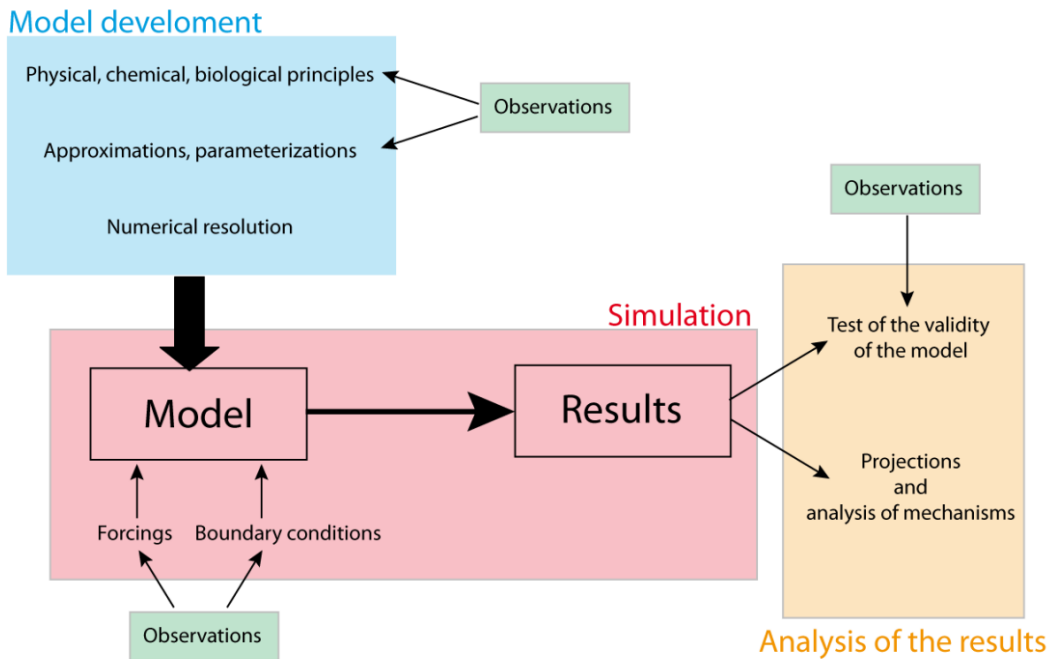 Model develoment
Physical, chemical, biological principles
Observations
Approximations, parameterizations
Numerical resolution
Observations
Simulation
Test of the validity
of the model
Model
Results
Projections
and
analysis of mechanisms
Forcings
Boundary conditions
Observations
Analysis of the results